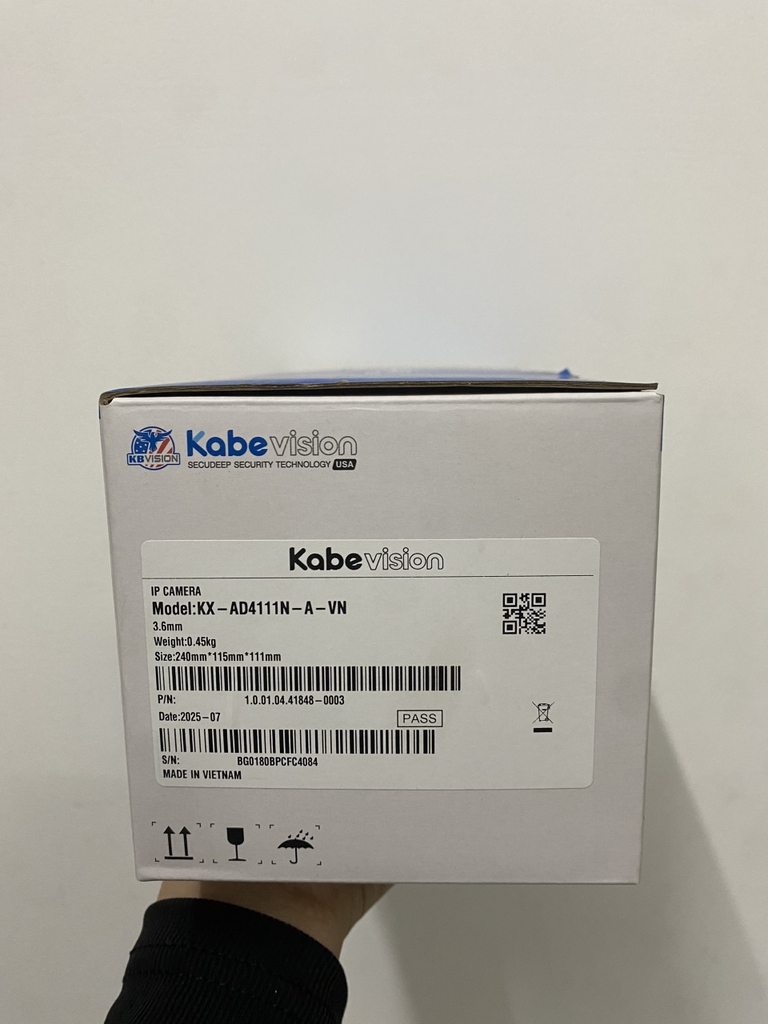 KBVISION
Kabevision
SECUDEEP SECURITY TECHNOLOGY USA
Kabevision
IP CAMERA
Model:KX-AD4111N-A-VN
3.6mm
Weight:0.45kg
Size:240mm*115mm*111mm
P/N: 1.0.01.04.41848-0003
Date:2025-07
PASS
S/N: BG0180BPCFC4084
MADE IN VIETNAM